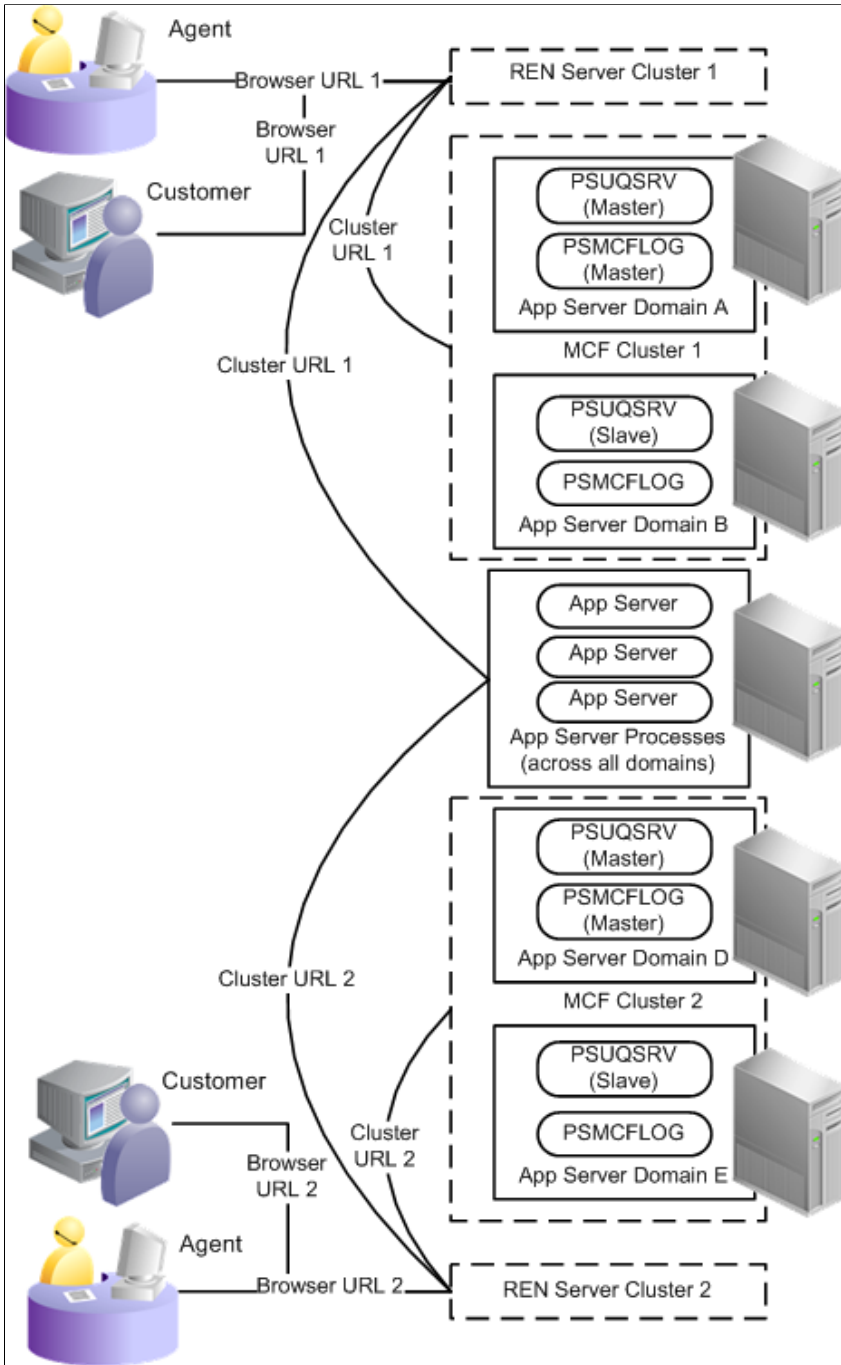 Agent
Browser URL 1
REN Server Cluster 1
Browser
URL 1
Customer
Cluster
URL 1
PSUQSRV
(Master)
PSMCFLOG
(Master)
App Server Domain A
MCF Cluster 1
Cluster URL 1
PSUQSRV
(Slave)
PSMCFLOG
App Server Domain B
App Server
App Server
App Server
App Server Processes
(across all domains)
PSUQSRV
(Master)
PSMCFLOG
(Master)
App Server Domain D
Cluster URL 2
MCF Cluster 2
PSUQSRV
(Slave)
PSMCFLOG
App Server Domain E
Customer
Cluster
URL 2
Browser
URL 2
Agent
Browser URL 2
REN Server Cluster 2